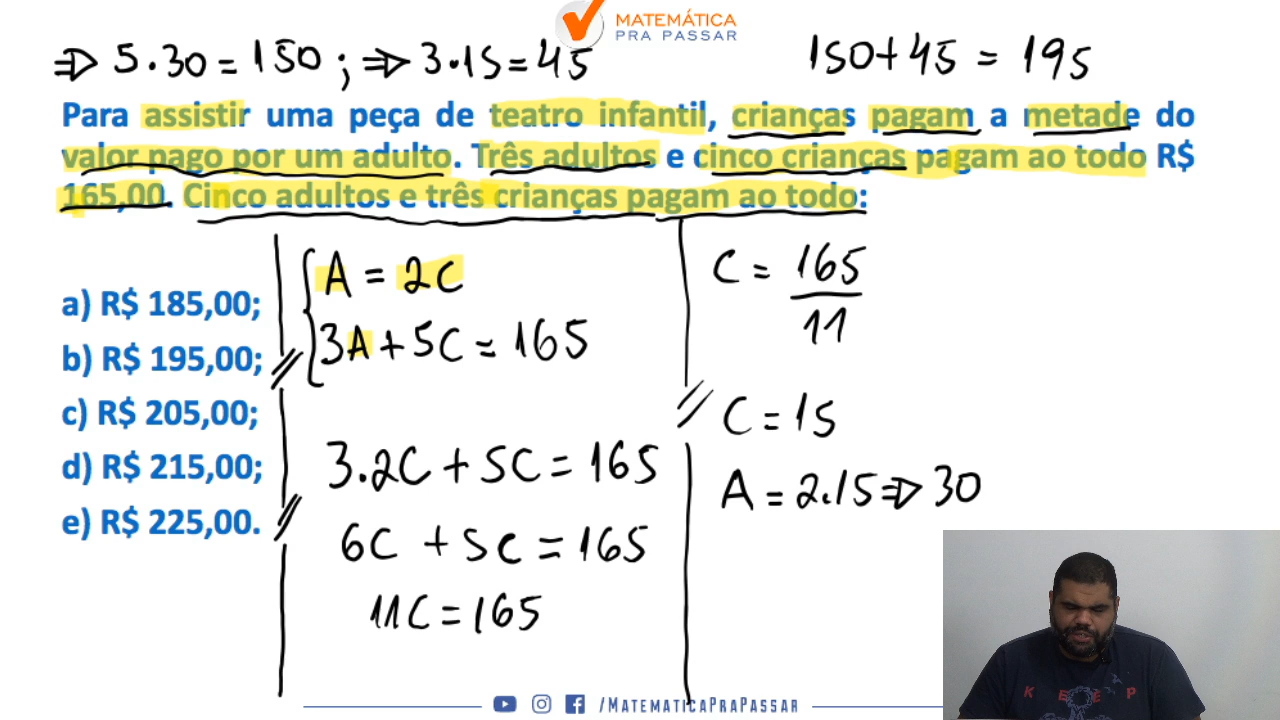 MATEMÁTICA
PRA PASSAR
⇒ 5.30 = 150 ; ⇒ 3.15 = 45
150 + 45 = 195
Para assistir uma peça de teatro infantil, crianças pagam a metade do
valor pago por um adulto. Três adultos e cinco crianças pagam ao todo R$
165,00. Cinco adultos e três crianças pagam ao todo:
a) R$ 185,00;
b) R$ 195,00;
c) R$ 205,00;
d) R$ 215,00;
e) R$ 225,00.
A = 2C
3A + 5C = 165
3.2C + 5C = 165
6C + 5C = 165
11C = 165
C = 165/11
C = 15
A = 2.15 ⇒ 30
K E E P
/MATEMATICAPRAPASSAR